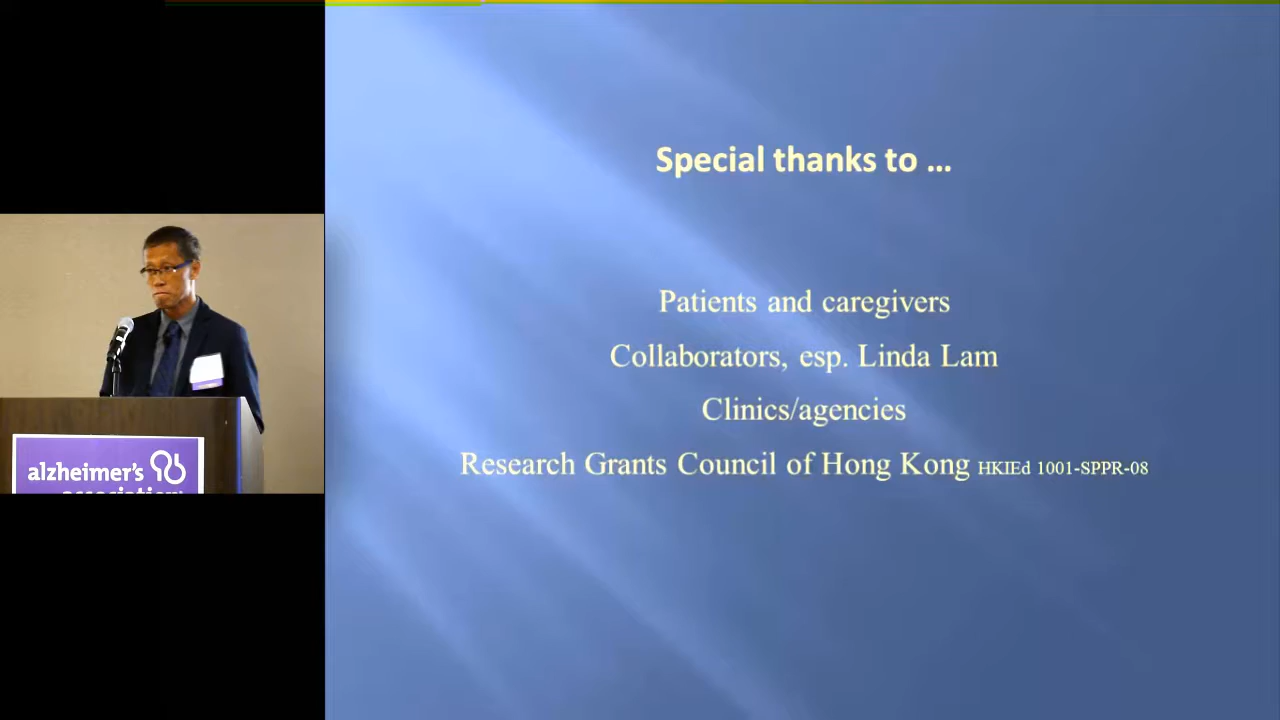 Special thanks to …
Patients and caregivers
Collaborators, esp. Linda Lam
Clinics/agencies
Research Grants Council of Hong Kong HKIEd 1001-SPPR-08
alzheimer's
association